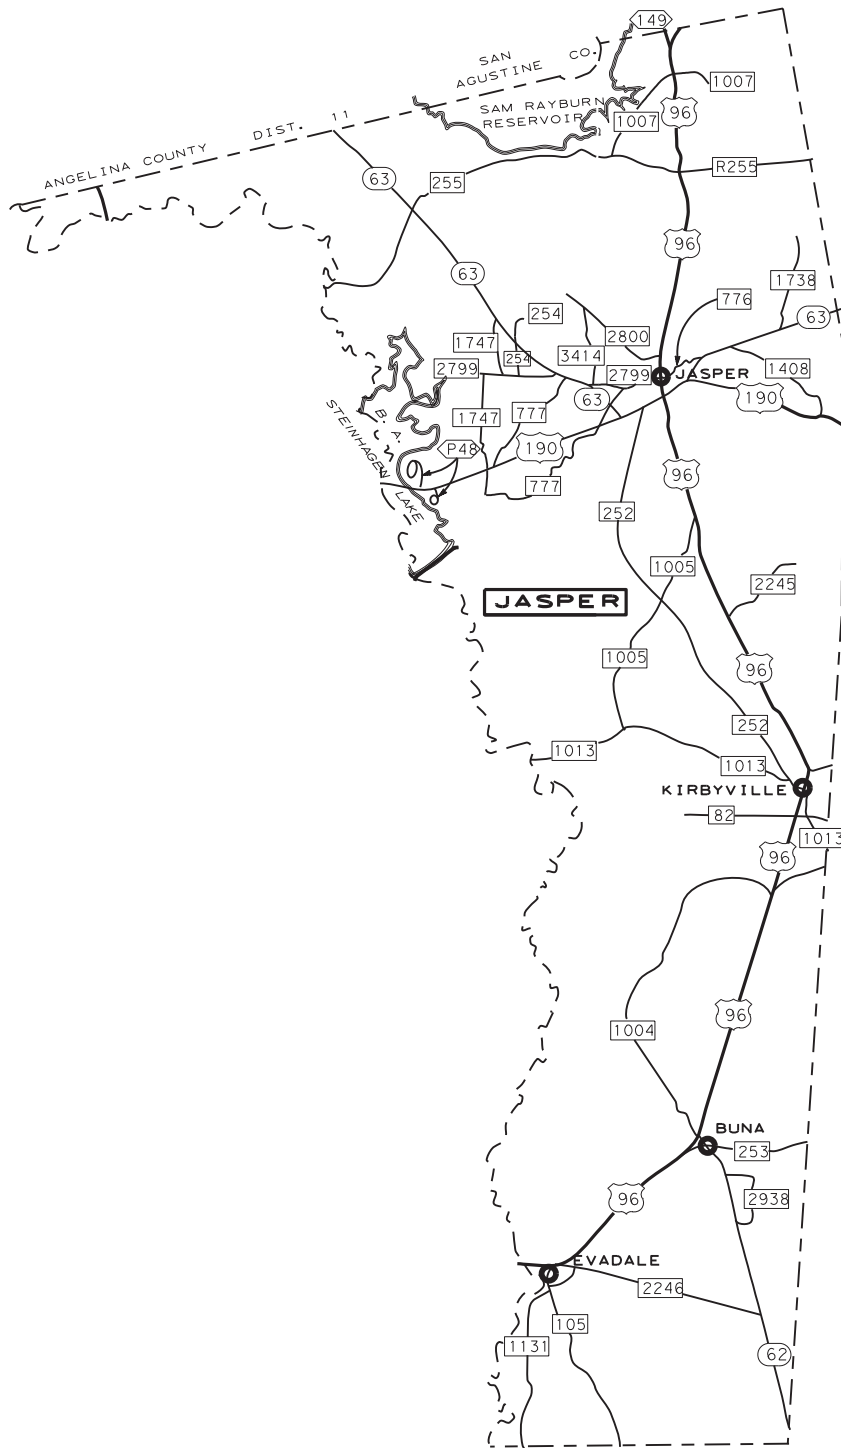 149
SAN
AGUSTINE CO.
1007
96
SAM RAYBURN
RESERVOIR
1007
DIST. 11
ANGELINA COUNTY
63
255
R255
96
63
1738
776
63
254
2800
1747
3414
254
2799
2799
JASPER
1408
190
63
777
1747
B. A.
STEINHAGEN
LAKE
P48
190
96
777
252
1005
2245
JASPER
1005
96
252
1013
1013
KIRBYVILLE
82
1013
96
96
1004
BUNA
253
96
2938
EVADALE
2246
105
1131
62